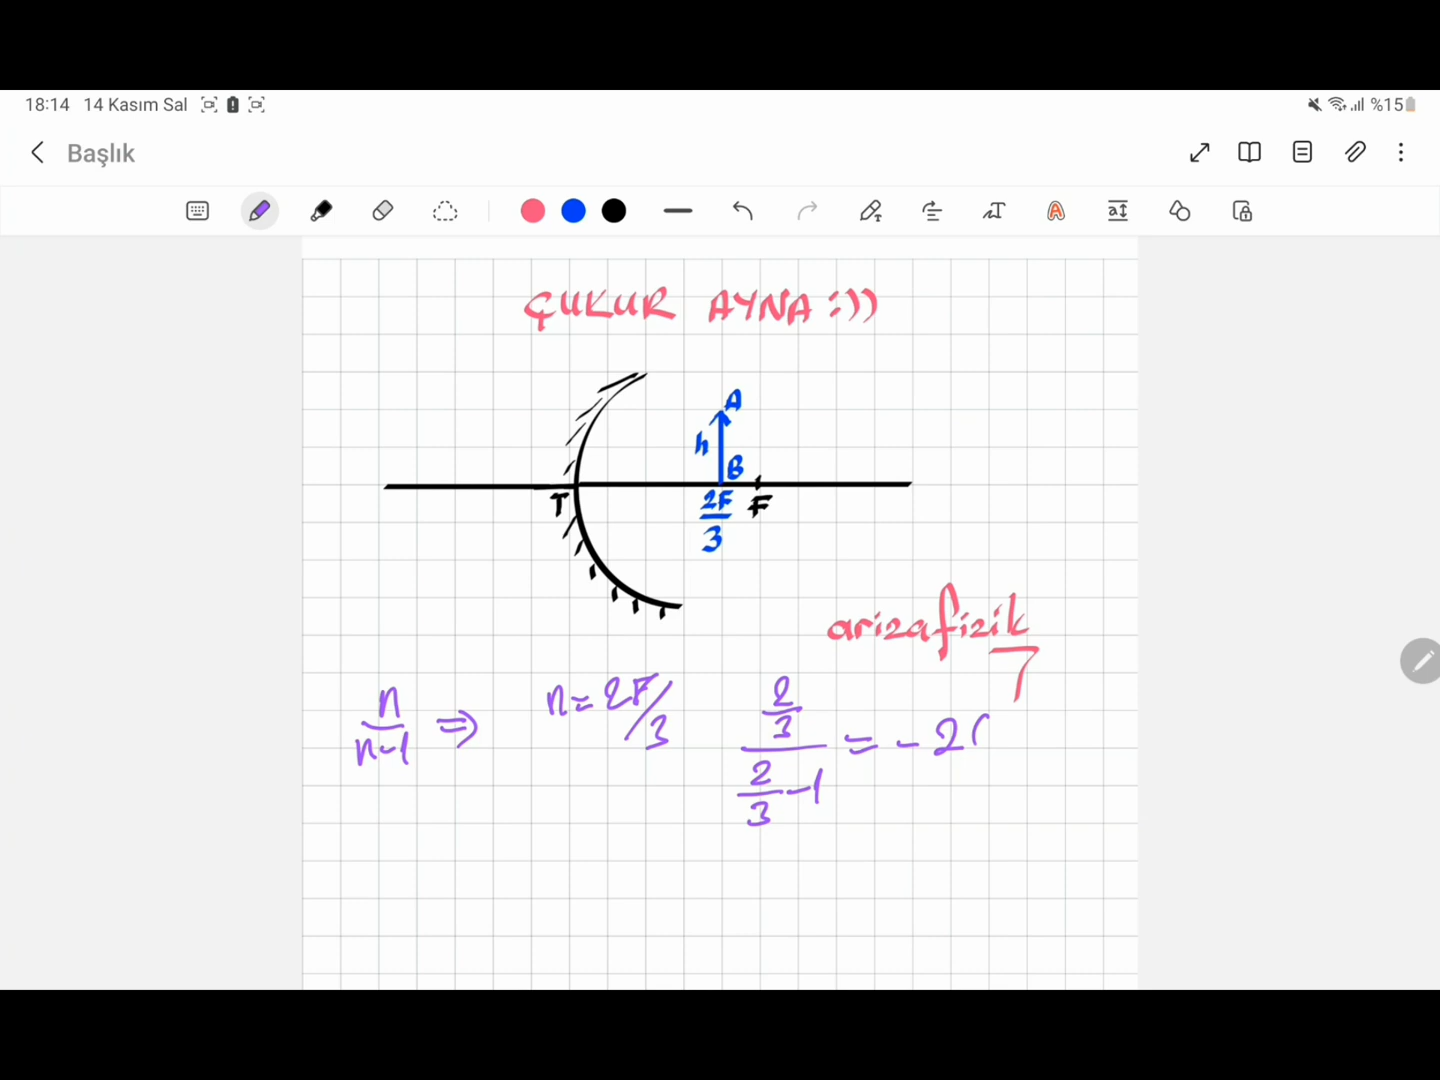 18:14 14 Kasım Sal %15
Başlık
ÇUKUR AYNA :))
A
h
B
T
2F/3
F
arizafizik
n/n-1 ⇒ n=2F/3 2/3 / 2/3-1 = -2(